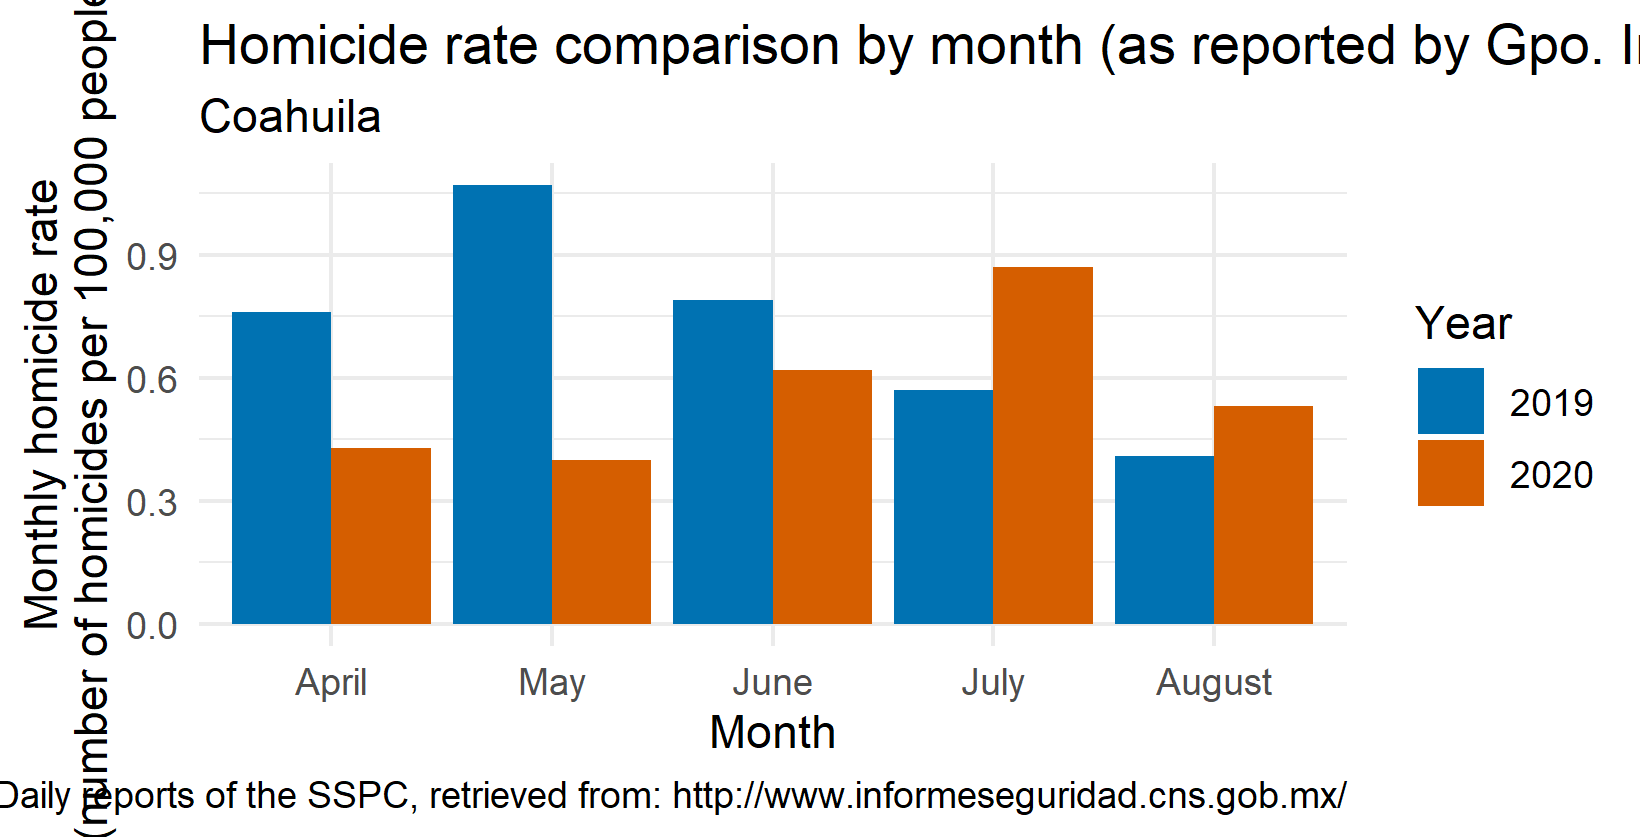 Homicide rate comparison by month (as reported by Gpo.
Coahuila
Monthly homicide rate
(number of homicides per 100,000 people
0.9
0.6
0.3
0.0
April May June July August
Month
Year
2019
2020
Daily reports of the SSPC, retrieved from: http://www.informeseguridad.cns.gob.mx/